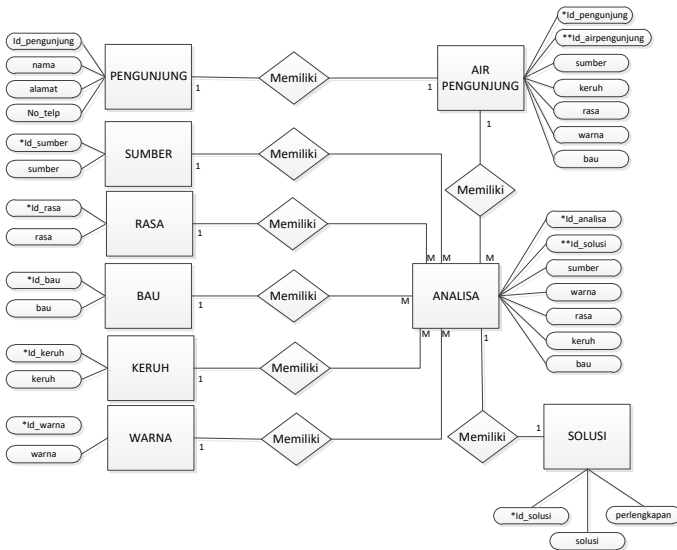 Id_pengunjung
nama
alamat
No_telp
PENGUNJUNG
1
Memiliki
1
AIR
PENGUNJUNG
*Id_pengunjung
**Id_airpengunjung
sumber
keruh
rasa
warna
bau
1
Memiliki
M
*Id_sumber
sumber
SUMBER
1
Memiliki
M
*Id_rasa
rasa
RASA
1
Memiliki
M
*Id_bau
bau
BAU
1
Memiliki
M
ANALISA
*Id_analisa
**Id_solusi
sumber
warna
rasa
keruh
bau
*Id_keruh
keruh
KERUH
1
Memiliki
M
*Id_warna
warna
WARNA
1
Memiliki
M
1
Memiliki
1
SOLUSI
*Id_solusi
solusi
perlengkapan